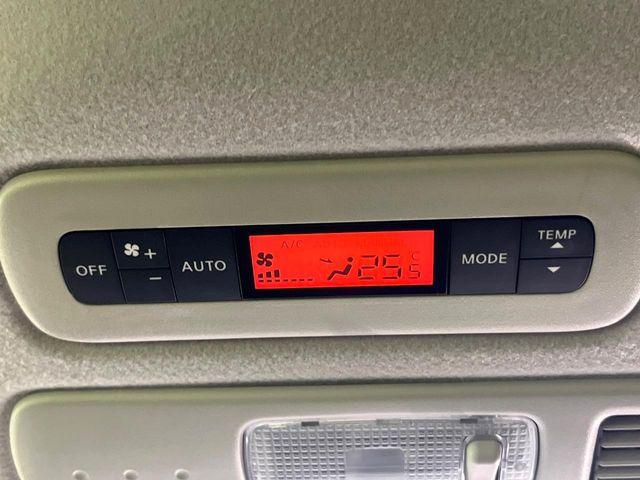 OFF
+
−
AUTO
A/C
25.5°C
MODE
TEMP